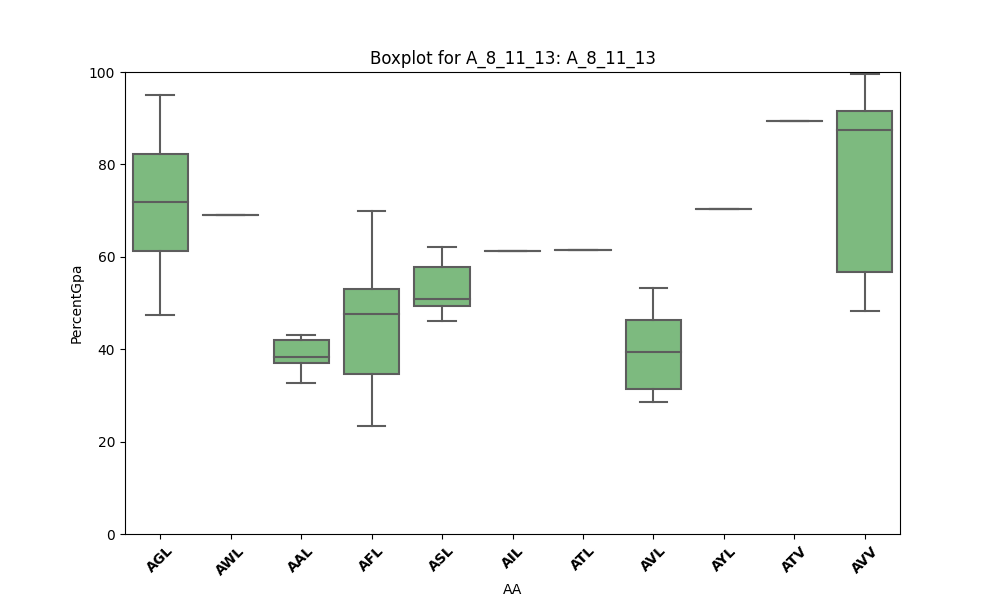 Boxplot for A_8_11_13: A_8_11_13
PercentGpa
100
80
60
40
20
0
AGL AWL AAL AFL ASL AIL ATL AVL AYL ATV AVV
AA